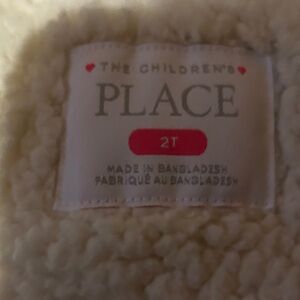 THE CHILDREN'S
PLACE
2T
MADE IN BANGLADESH
FABRIQUÉ AU BANGLADESH